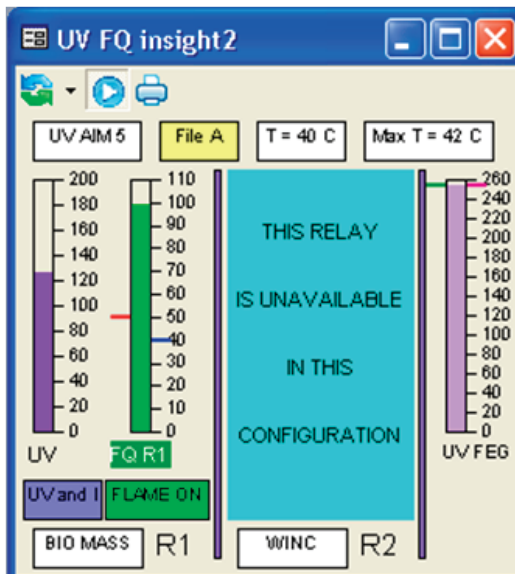 UV FQ insight2
UV AIM 5 File A T = 40 C Max T = 42 C
200 110 260
180 100 240
160 90 220
140 80 200
120 70 180
100 60 160
80 50 140
60 40 120
40 30 100
20 20 80
0 10 60
0 40
20
0
THIS RELAY
IS UNAVAILABLE
IN THIS
CONFIGURATION
UV FQ R1 UV FEG
UV and I FLAME ON
BIO MASS R1 WINC R2